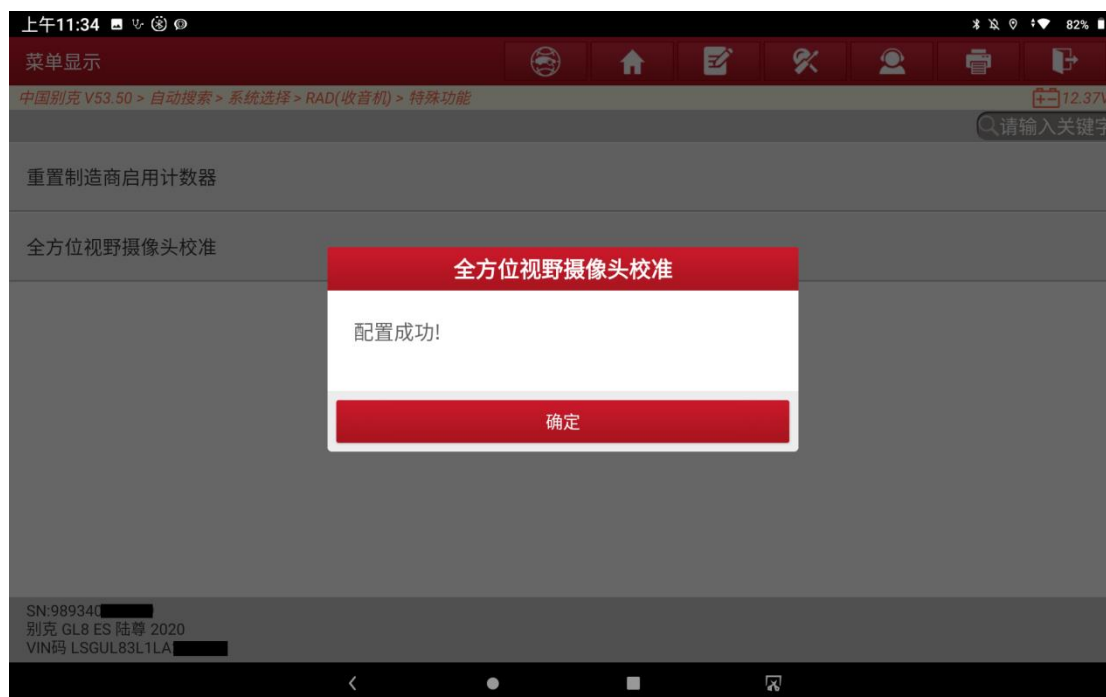 上午11:34
82%
菜单显示
中国别克 V53.50 > 自动搜索 > 系统选择 > RAD(收音机) > 特殊功能
12.37V
请输入关键字
重置制造商启用计数器
全方位视野摄像头校准
全方位视野摄像头校准
配置成功!
确定
SN:989340
别克 GL8 ES 陆尊 2020
VIN码 LSGUL83L1LA